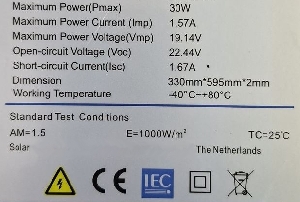 Maximum Power(Pmax) 30W
Maximum Power Current (Imp) 1.57A
Maximum Power Voltage(Vmp) 19.14V
Open-circuit Voltage (Voc) 22.44V
Short-circuit Current(Isc) 1.67A
Dimension 330mm*595mm*2mm
Working Temperature -40°C~+80°C
Standard Test Conditions
AM=1.5 E=1000W/m² TC=25℃
Solar The Netherlands
CE IEC